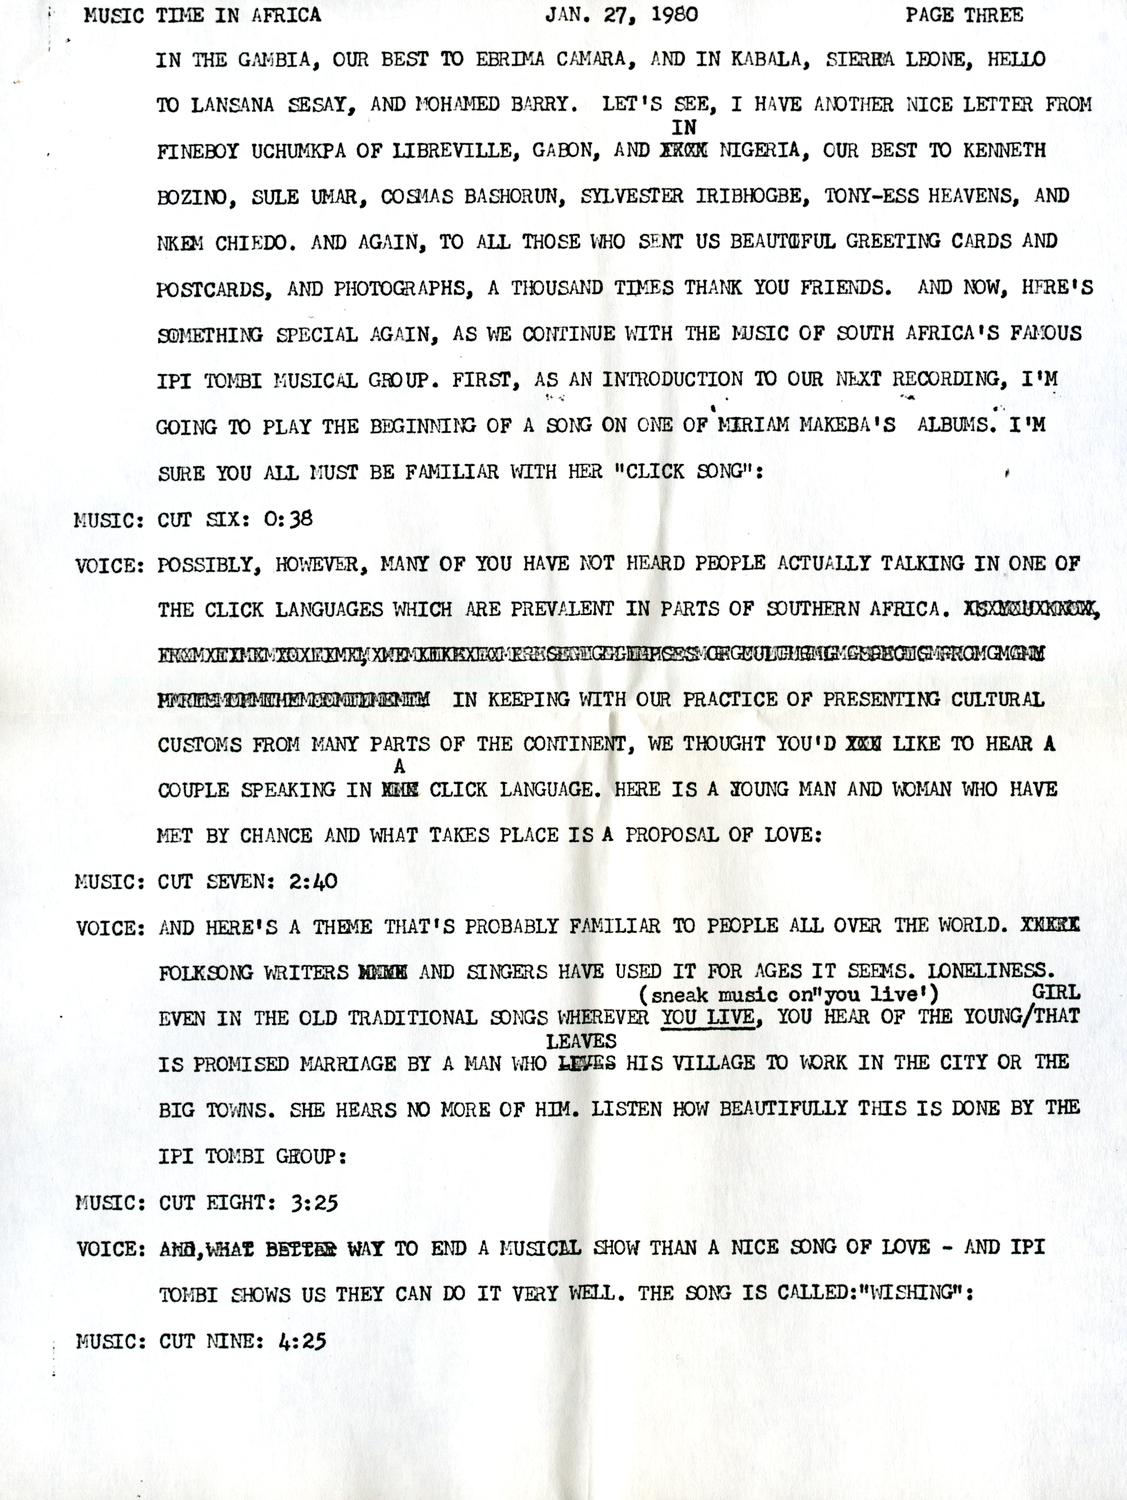 MUSIC TIME IN AFRICA JAN. 27, 1980 PAGE THREE
IN THE GAMBIA, OUR BEST TO EBRIMA CAMARA, AND IN KABALA, SIERRA LEONE, HELLO
TO LANSANA SESAY, AND MOHAMED BARRY. LET'S SEE, I HAVE ANOTHER NICE LETTER FROM
IN
FINEBOY UCHUMKPA OF LIBREVILLE, GABON, AND NIGERIA, OUR BEST TO KENNETH
BOZINO, SULE UMAR, COSMAS BASHORUN, SYLVESTER IRIBHOGBE, TONY-ESS HEAVENS, AND
NKEM CHIEDO. AND AGAIN, TO ALL THOSE WHO SENT US BEAUTIFUL GREETING CARDS AND
POSTCARDS, AND PHOTOGRAPHS, A THOUSAND TIMES THANK YOU FRIENDS. AND NOW, HERE'S
SOMETHING SPECIAL AGAIN, AS WE CONTINUE WITH THE MUSIC OF SOUTH AFRICA'S FAMOUS
IPI TOMBI MUSICAL GROUP. FIRST, AS AN INTRODUCTION TO OUR NEXT RECORDING, I'M
GOING TO PLAY THE BEGINNING OF A SONG ON ONE OF MIRIAM MAKEBA'S ALBUMS. I'M
SURE YOU ALL MUST BE FAMILIAR WITH HER "CLICK SONG":
MUSIC: CUT SIX: 0:38
VOICE: POSSIBLY, HOWEVER, MANY OF YOU HAVE NOT HEARD PEOPLE ACTUALLY TALKING IN ONE OF
THE CLICK LANGUAGES WHICH ARE PREVALENT IN PARTS OF SOUTHERN AFRICA.
IN KEEPING WITH OUR PRACTICE OF PRESENTING CULTURAL
CUSTOMS FROM MANY PARTS OF THE CONTINENT, WE THOUGHT YOU'D LIKE TO HEAR A
A
COUPLE SPEAKING IN CLICK LANGUAGE. HERE IS A YOUNG MAN AND WOMAN WHO HAVE
MET BY CHANCE AND WHAT TAKES PLACE IS A PROPOSAL OF LOVE:
MUSIC: CUT SEVEN: 2:40
VOICE: AND HERE'S A THEME THAT'S PROBABLY FAMILIAR TO PEOPLE ALL OVER THE WORLD.
FOLKSONG WRITERS AND SINGERS HAVE USED IT FOR AGES IT SEEMS. LONELINESS.
(sneak music on"you live') GIRL
EVEN IN THE OLD TRADITIONAL SONGS WHEREVER YOU LIVE, YOU HEAR OF THE YOUNG/THAT
LEAVES
IS PROMISED MARRIAGE BY A MAN WHO HIS VILLAGE TO WORK IN THE CITY OR THE
BIG TOWNS. SHE HEARS NO MORE OF HIM. LISTEN HOW BEAUTIFULLY THIS IS DONE BY THE
IPI TOMBI GROUP:
MUSIC: CUT EIGHT: 3:25
VOICE: AND, WHAT BETTER WAY TO END A MUSICAL SHOW THAN A NICE SONG OF LOVE - AND IPI
TOMBI SHOWS US THEY CAN DO IT VERY WELL. THE SONG IS CALLED:"WISHING":
MUSIC: CUT NINE: 4:25